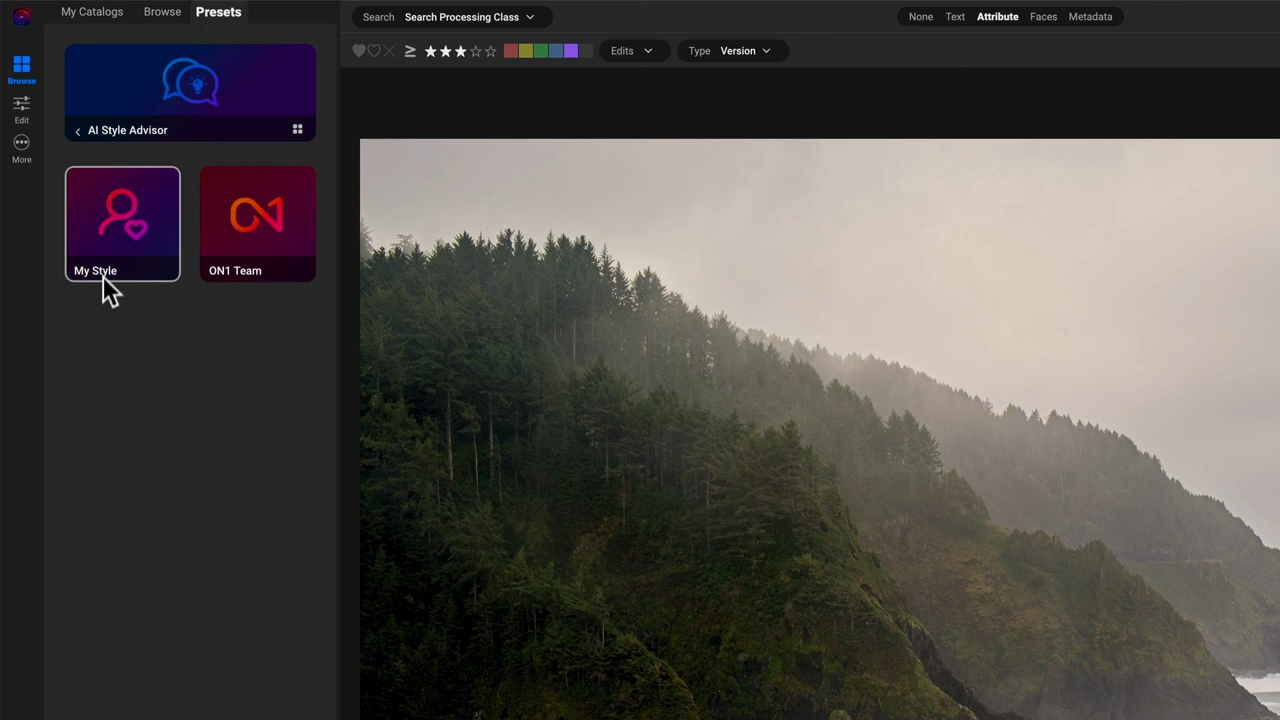 My Catalogs Browse Presets
Search Search Processing Class
None Text Attribute Faces Metadata
Edits
Type Version
Browse
Edit
More
AI Style Advisor
My Style
ON1 Team